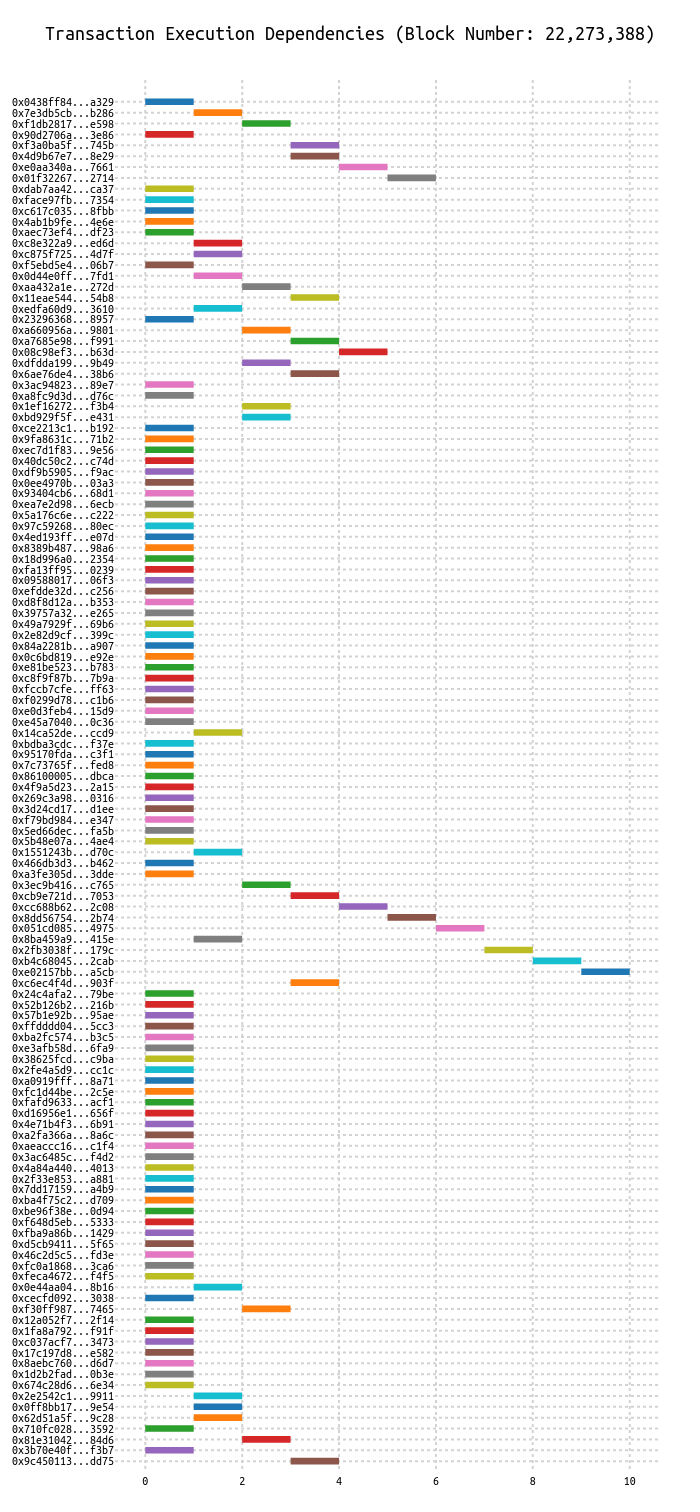 Transaction Execution Dependencies (Block Number: 22,273,388)
0x0438ff84...a329
0x7e3db5cb...b286
0xf1db2817...e598
0x90d2706a...3e86
0xf3a0ba5f...745b
0x4d9b67e7...8e29
0xe0aa340a...7661
0x01f32267...2714
0xdab7aa42...ca37
0xface97fb...7354
0xc617c035...8fbb
0x4ab1b9fe...4e6e
0xaec73ef4...df23
0xc8e322a9...ed6d
0xc875f725...4d7f
0xf5ebd5e4...06b7
0x0d44e0ff...7fd1
0xaa432a1e...272d
0x11eae544...54b8
0xedfa60d9...3610
0x23296368...8957
0xa660956a...9801
0xa7685e98...f991
0x08c98ef3...b63d
0xdfdda199...9b49
0x6ae76de4...38b6
0x3ac94823...89e7
0xa8fc9d3d...d76c
0x1ef16272...f3b4
0xbd929f5f...e431
0xce2213c1...b192
0x9fa8631c...71b2
0xec7d1f83...9e56
0x40dc50c2...c74d
0xdf9b5905...f9ac
0x0ee4970b...03a3
0x93404cb6...68d1
0xea7e2d98...6ecb
0x5a176c6e...c222
0x97c59268...80ec
0x4ed193ff...e07d
0x8389b487...98a6
0x18d996a0...2354
0xfa13ff95...0239
0x09588017...06f3
0xefdde32d...c256
0xd8f8d12a...b353
0x39757a32...e265
0x49a7929f...69b6
0x2e82d9cf...399c
0x84a2281b...a907
0x0c6bd819...e92e
0xe81be523...b783
0xc8f9f87b...7b9a
0xfccb7cfe...ff63
0xf0299d78...c1b6
0xe0d3feb4...15d9
0xe45a7040...0c36
0x14ca52de...ccd9
0xbdba3cdc...f37e
0x95170fda...c3f1
0x7c73765f...fed8
0x86100005...dbca
0x4f9a5d23...2a15
0x269c3a98...0316
0x3d24cd17...d1ee
0xf79bd984...e347
0x5ed66dec...fa5b
0x5b48e07a...4ae4
0x1551243b...d70c
0x466db3d3...b462
0xa3fe305d...3dde
0x3ec9b416...c765
0xcb9e721d...7053
0xcc688b62...2c08
0x8dd56754...2b74
0x051cd085...4975
0x8ba459a9...415e
0x2fb3038f...179c
0xb4c68045...2cab
0xe02157bb...a5cb
0xc6ec4f4d...903f
0x24c4afa2...79be
0x52b126b2...216b
0x57b1e92b...95ae
0xffdddd04...5cc3
0xba2fc574...b3c5
0xe3afb58d...6fa9
0x38625fcd...c9ba
0x2fe4a5d9...cc1c
0xa0919fff...8a71
0xfc1d44be...2c5e
0xfafd9633...acf1
0xd16956e1...656f
0x4e71b4f3...6b91
0xa2fa366a...8a6c
0xaeaccc16...c1f4
0x3ac6485c...f4d2
0x4a84a440...4013
0x2f33e853...a881
0x7dd17159...a4b9
0xba4f75c2...d709
0xbe96f38e...0d94
0xf648d5eb...5333
0xfba9a86b...1429
0xd5cb9411...5f65
0x46c2d5c5...fd3e
0xfc0a1868...3ca6
0xfeca4672...f4f5
0x0e44aa04...8b16
0xcecfd092...3038
0xf30ff987...7465
0x12a052f7...2f14
0x1fa8a792...f91f
0xc037acf7...3473
0x17c197d8...e582
0x8aebc760...d6d7
0x1d2b2fad...0b3e
0x674c28d6...6e34
0x2e2542c1...9911
0x0ff8bb17...9e54
0x62d51a5f...9c28
0x710fc028...3592
0x81e31042...84d6
0x3b70e40f...f3b7
0x9c450113...dd75
0 2 4 6 8 10